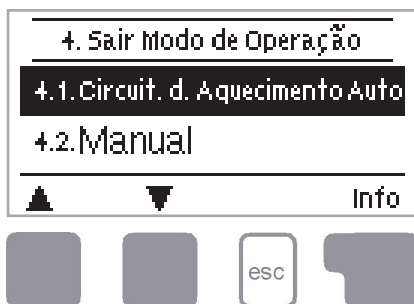 4. Sair Modo de Operação
4.1.Circuit. d. Aquecimento Auto
4.2.Manual
Info
esc